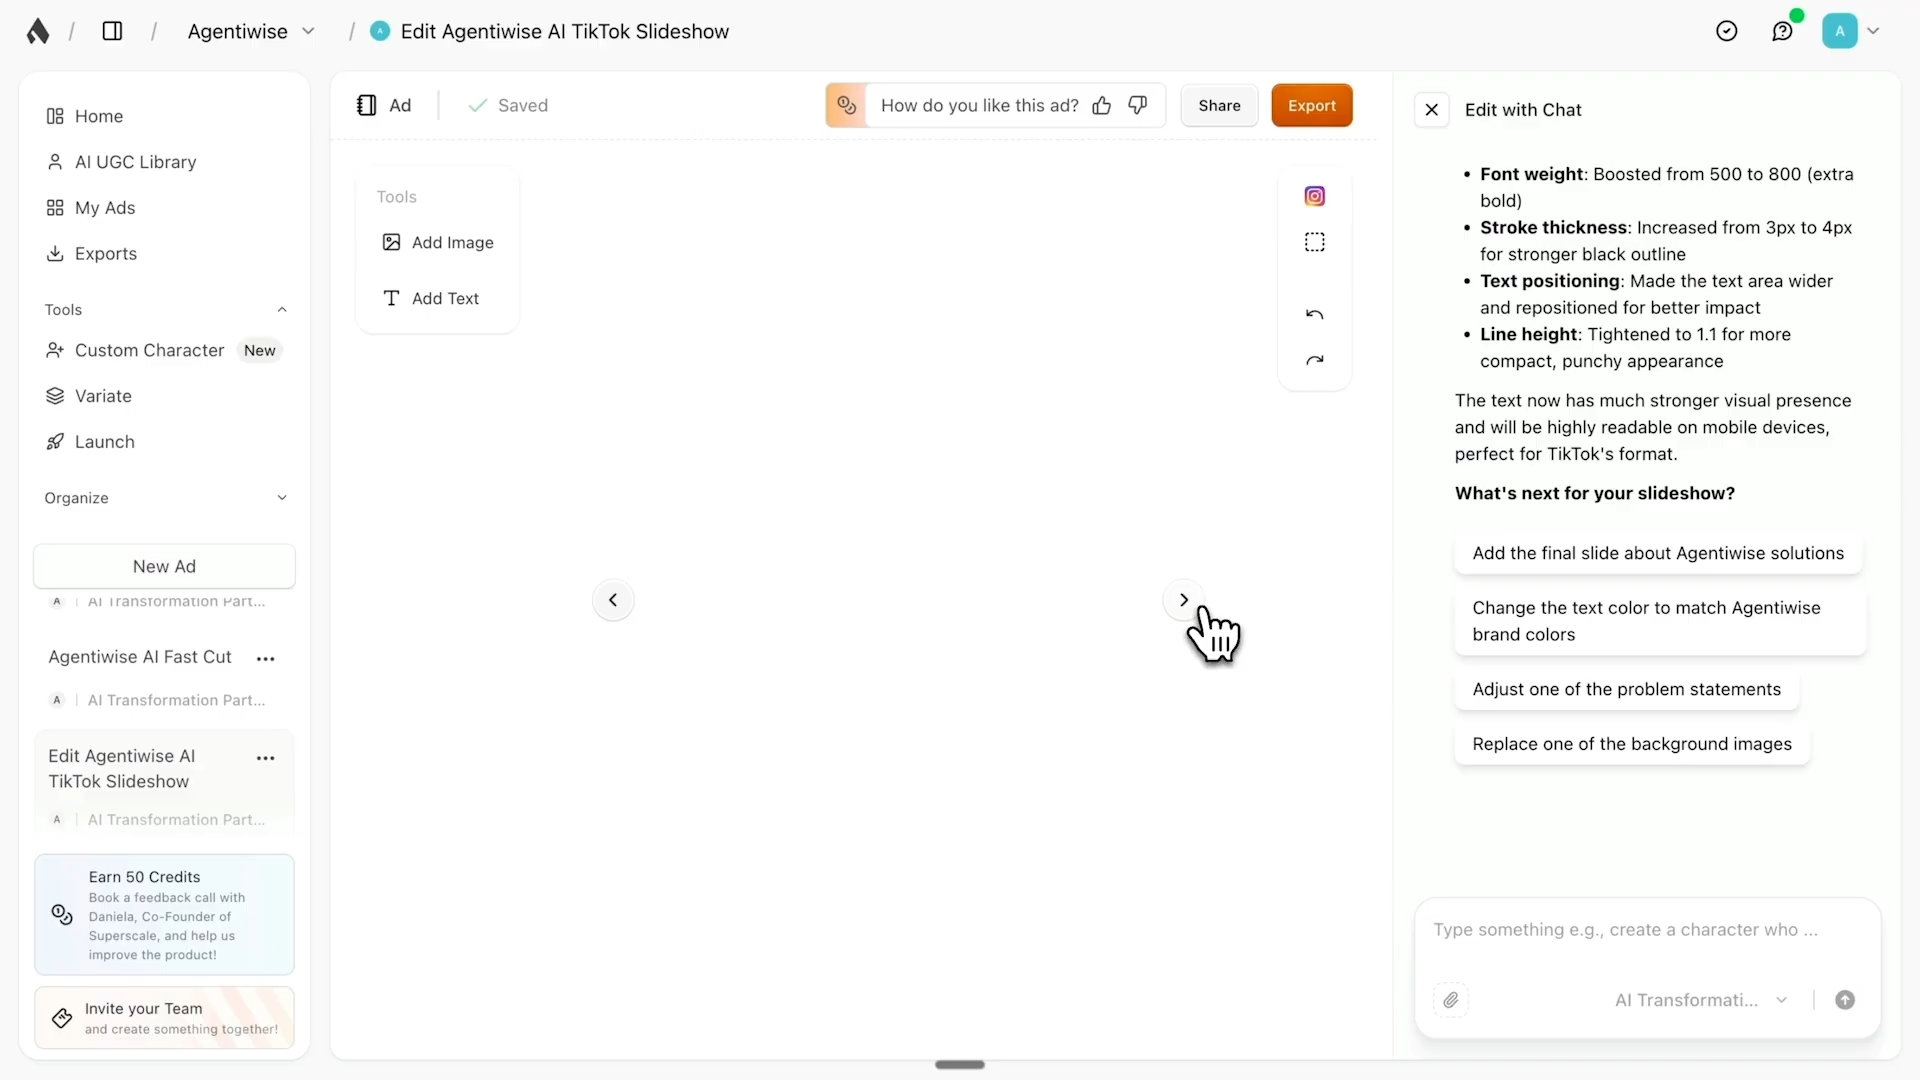 / / Agentiwise / A Edit Agentiwise AI TikTok Slideshow
A
Home
AI UGC Library
My Ads
Exports
Tools
Custom Character New
Variate
Launch
Organize
New Ad
A | AI Transformation Part...
Agentiwise AI Fast Cut ...
A | AI Transformation Part...
Edit Agentiwise AI ...
TikTok Slideshow
A | AI Transformation Part...
Earn 50 Credits
Book a feedback call with
Daniela, Co-Founder of
Superscale, and help us
improve the product!
Invite your Team
and create something together!
Ad
Saved
How do you like this ad?
Share
Export
Tools
Add Image
Add Text
Edit with Chat
• Font weight: Boosted from 500 to 800 (extra
bold)
• Stroke thickness: Increased from 3px to 4px
for stronger black outline
• Text positioning: Made the text area wider
and repositioned for better impact
• Line height: Tightened to 1.1 for more
compact, punchy appearance
The text now has much stronger visual presence
and will be highly readable on mobile devices,
perfect for TikTok's format.
What's next for your slideshow?
Add the final slide about Agentiwise solutions
Change the text color to match Agentiwise
brand colors
Adjust one of the problem statements
Replace one of the background images
Type something e.g., create a character who ...
AI Transformati...